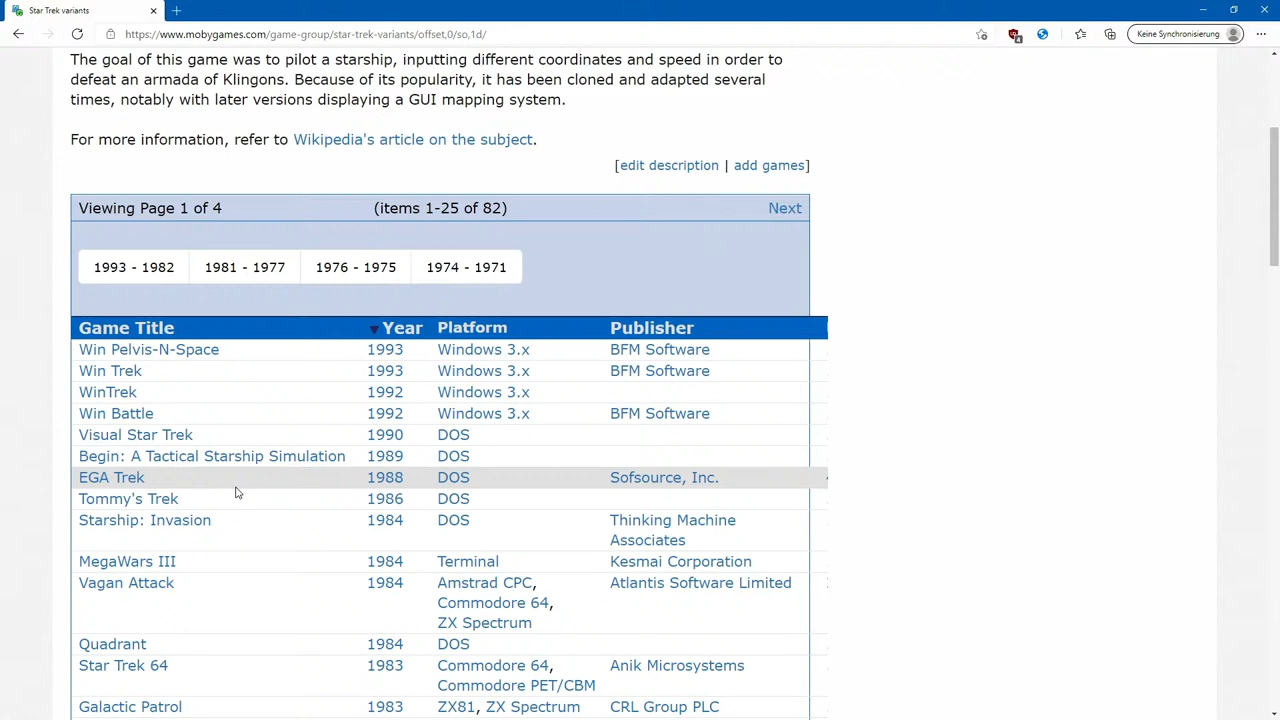 Star Trek variants
https://www.mobygames.com/game-group/star-trek-variants/offset,0/so,1d/
4
Keine Synchronisierung
The goal of this game was to pilot a starship, inputting different coordinates and speed in order to
defeat an armada of Klingons. Because of its popularity, it has been cloned and adapted several
times, notably with later versions displaying a GUI mapping system.
For more information, refer to Wikipedia's article on the subject.
[edit description | add games]
Viewing Page 1 of 4 (items 1-25 of 82) Next
1993 - 1982 1981 - 1977 1976 - 1975 1974 - 1971
Game Title Year Platform Publisher
Win Pelvis-N-Space 1993 Windows 3.x BFM Software
Win Trek 1993 Windows 3.x BFM Software
WinTrek 1992 Windows 3.x
Win Battle 1992 Windows 3.x BFM Software
Visual Star Trek 1990 DOS
Begin: A Tactical Starship Simulation 1989 DOS
EGA Trek 1988 DOS Sofsource, Inc.
Tommy's Trek 1986 DOS
Starship: Invasion 1984 DOS Thinking Machine
Associates
MegaWars III 1984 Terminal Kesmai Corporation
Vagan Attack 1984 Amstrad CPC, Atlantis Software Limited
Commodore 64,
ZX Spectrum
Quadrant 1984 DOS
Star Trek 64 1983 Commodore 64, Anik Microsystems
Commodore PET/CBM
Galactic Patrol 1983 ZX81, ZX Spectrum CRL Group PLC